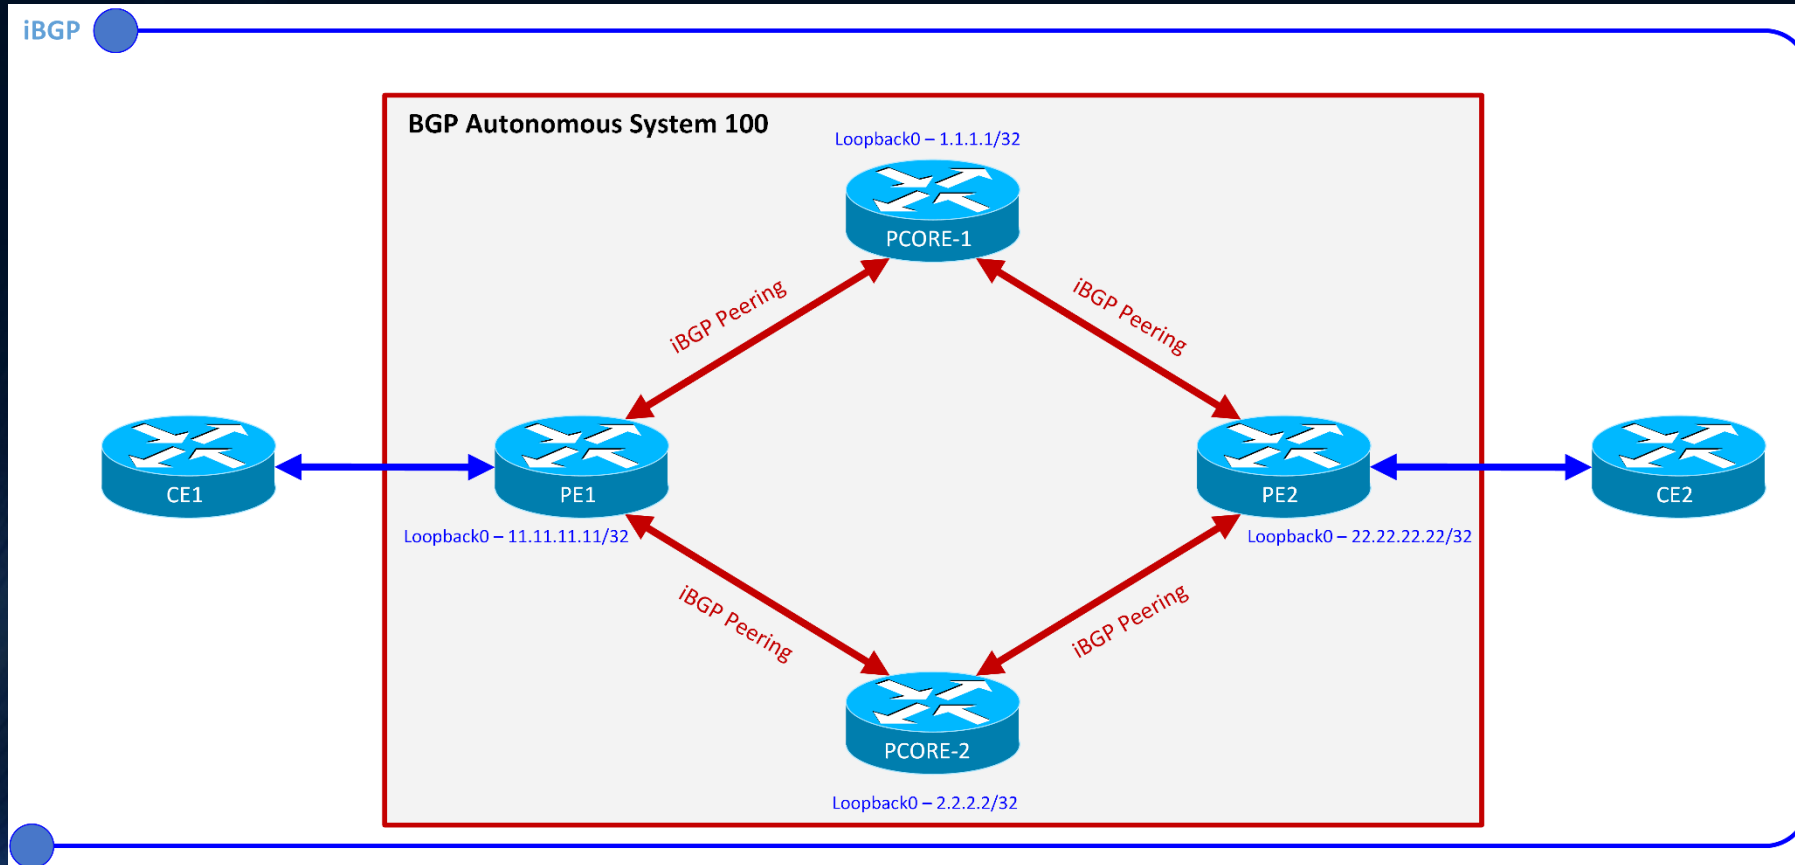 iBGP
BGP Autonomous System 100
Loopback0 – 1.1.1.1/32
PCORE-1
iBGP Peering
iBGP Peering
CE1
PE1
PE2
CE2
Loopback0 – 11.11.11.11/32
Loopback0 – 22.22.22.22/32
iBGP Peering
iBGP Peering
PCORE-2
Loopback0 – 2.2.2.2/32